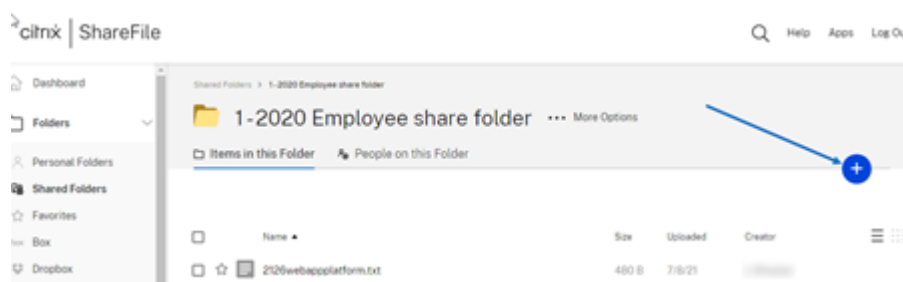 citrix | ShareFile
Help Apps Log Ou
Dashboard
Shared Folders > 1-2020 Employee share folder
Folders
1-2020 Employee share folder ••• More Options
Items in this Folder People on this Folder
Personal Folders
Shared Folders
Favorites
Name Size Uploaded Creator
Box
Dropbox
2126webappplatform.txt 480 B 7/8/21